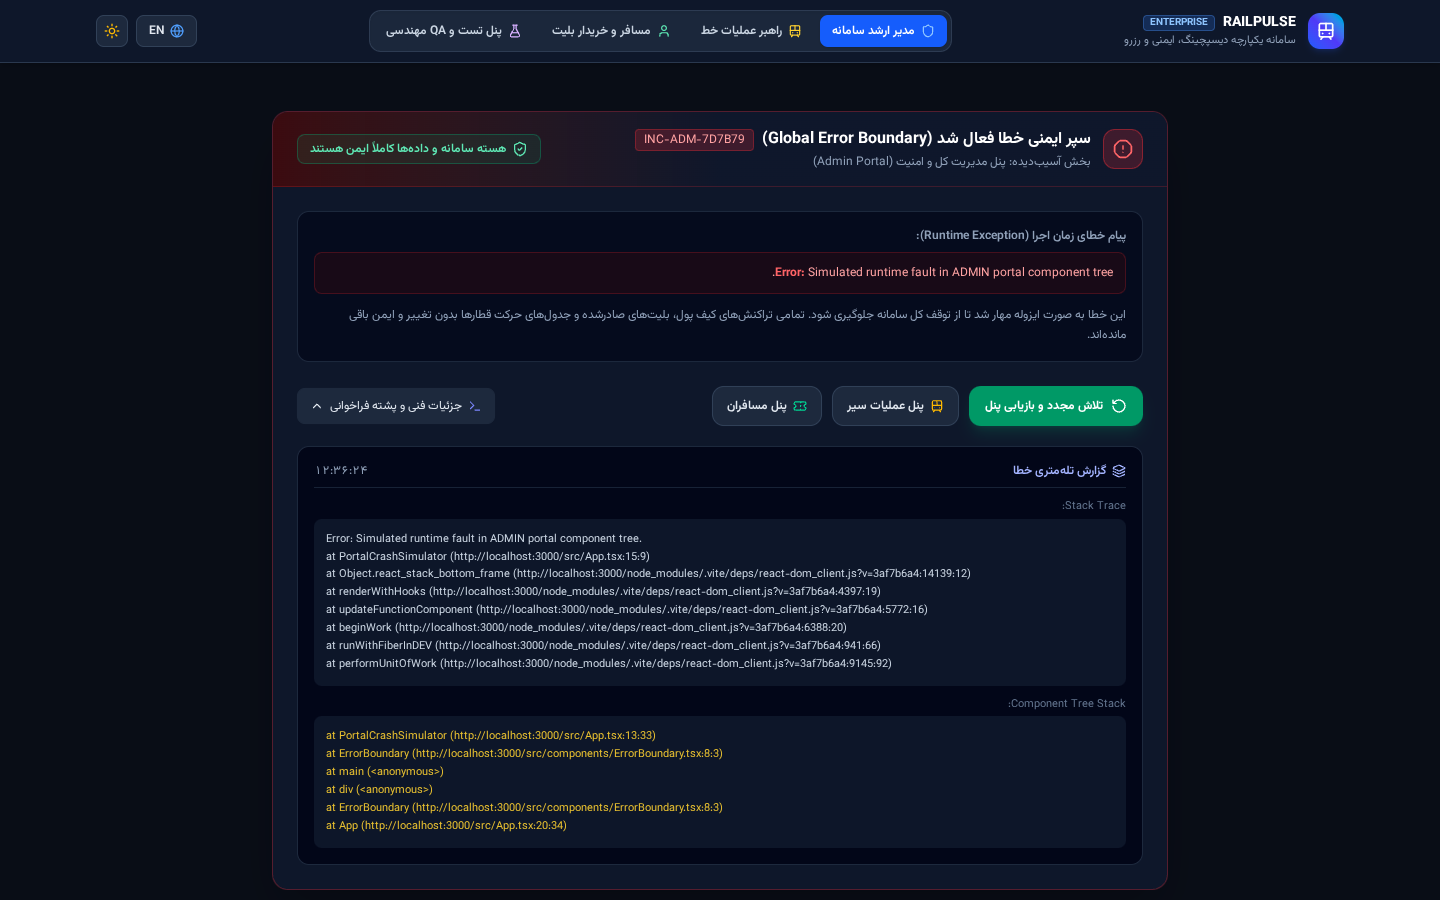 RAILPULSE ENTERPRISE
سامانه یکپارچه دیسپچینگ، ایمنی و رزرو
مدیر ارشد سامانه
راهبر عملیات خط
مسافر و خریدار بلیت
پنل تست و QA مهندسی
EN
سپر ایمنی خطا فعال شد (Global Error Boundary) INC-ADM-7D7B79
بخش آسیب‌دیده: پنل مدیریت کل و امنیت (Admin Portal)
هسته سامانه و داده‌ها کاملاً ایمن هستند
پیام خطای زمان اجرا (Runtime Exception):
Error: Simulated runtime fault in ADMIN portal component tree.
این خطا به صورت ایزوله مهار شد تا از توقف کل سامانه جلوگیری شود. تمامی تراکنش‌های کیف پول، بلیت‌های صادرشده و جدول‌های حرکت قطارها بدون تغییر و ایمن باقی
مانده‌اند.
تلاش مجدد و بازیابی پنل
پنل عملیات سیر
پنل مسافران
جزئیات فنی و پشته فراخوانی
گزارش تله‌متری خطا
۱۲:۳۶:۲۴
Stack Trace:
Error: Simulated runtime fault in ADMIN portal component tree.
at PortalCrashSimulator (http://localhost:3000/src/App.tsx:15:9)
at Object.react_stack_bottom_frame (http://localhost:3000/node_modules/.vite/deps/react-dom_client.js?v=3af7b6a4:14139:12)
at renderWithHooks (http://localhost:3000/node_modules/.vite/deps/react-dom_client.js?v=3af7b6a4:4397:19)
at updateFunctionComponent (http://localhost:3000/node_modules/.vite/deps/react-dom_client.js?v=3af7b6a4:5772:16)
at beginWork (http://localhost:3000/node_modules/.vite/deps/react-dom_client.js?v=3af7b6a4:6388:20)
at runWithFiberInDEV (http://localhost:3000/node_modules/.vite/deps/react-dom_client.js?v=3af7b6a4:941:66)
at performUnitOfWork (http://localhost:3000/node_modules/.vite/deps/react-dom_client.js?v=3af7b6a4:9145:92)
Component Tree Stack:
at PortalCrashSimulator (http://localhost:3000/src/App.tsx:13:33)
at ErrorBoundary (http://localhost:3000/src/components/ErrorBoundary.tsx:8:3)
at main (<anonymous>)
at div (<anonymous>)
at ErrorBoundary (http://localhost:3000/src/components/ErrorBoundary.tsx:8:3)
at App (http://localhost:3000/src/App.tsx:20:34)